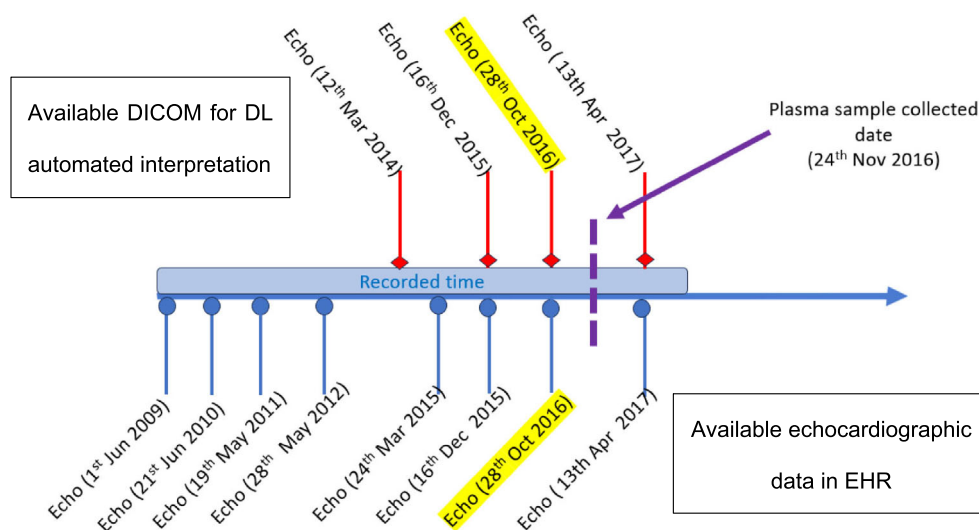 Echo (12th Mar 2014)
Echo (16th Dec 2015)
Echo (28th Oct 2016)
Echo ( 13th Apr 2017)
Available DICOM for DL
automated interpretation
Plasma sample collected
date
(24th Nov 2016)
Recorded time
Echo (1st Jun 2009)
Echo (21st Jun 2010)
Echo (19th May 2011)
Echo (28th May 2012)
Echo (24th Mar 2015)
Echo (16th Dec 2015)
Echo (28th Oct 2016)
Echo ( 13th Apr 2017)
Available echocardiographic
data in EHR